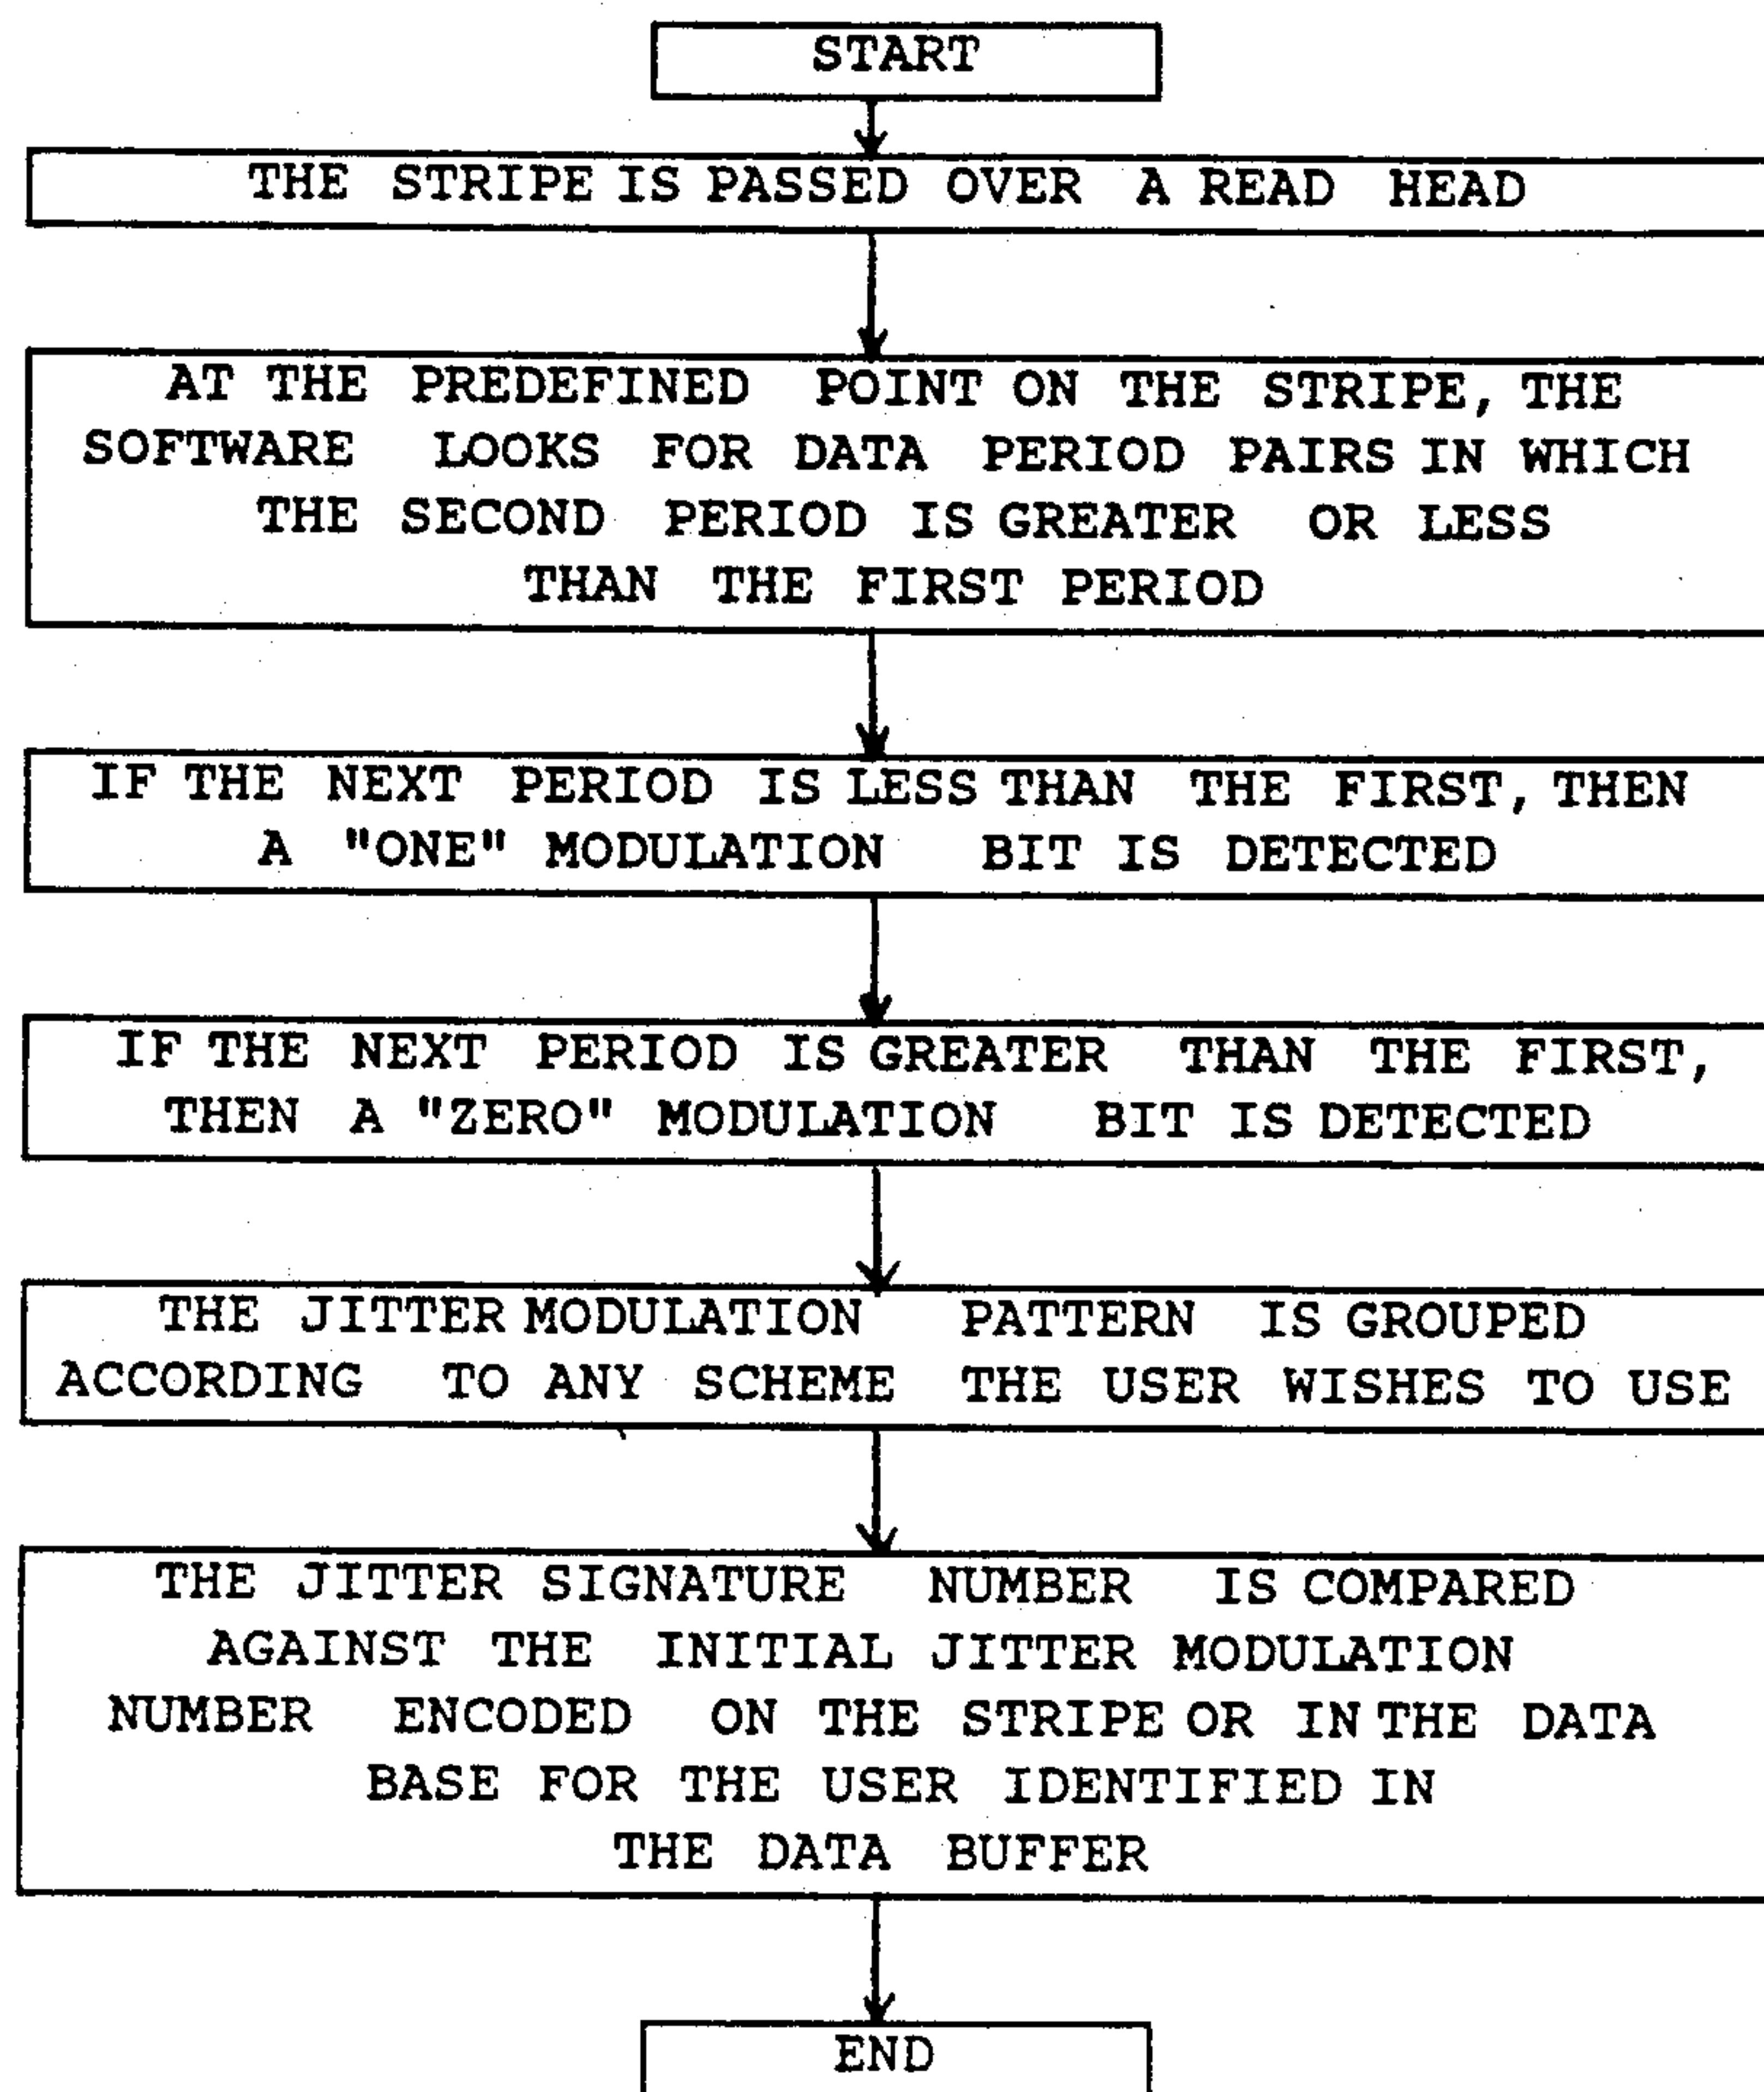 START
THE STRIPE IS PASSED OVER A READ HEAD
AT THE PREDEFINED POINT ON THE STRIPE, THE
SOFTWARE LOOKS FOR DATA PERIOD PAIRS IN WHICH
THE SECOND PERIOD IS GREATER OR LESS
THAN THE FIRST PERIOD
IF THE NEXT PERIOD IS LESS THAN THE FIRST, THEN
A "ONE" MODULATION BIT IS DETECTED
IF THE NEXT PERIOD IS GREATER THAN THE FIRST,
THEN A "ZERO" MODULATION BIT IS DETECTED
THE JITTER MODULATION PATTERN IS GROUPED
ACCORDING TO ANY SCHEME THE USER WISHES TO USE
THE JITTER SIGNATURE NUMBER IS COMPARED
AGAINST THE INITIAL JITTER MODULATION
NUMBER ENCODED ON THE STRIPE OR IN THE DATA
BASE FOR THE USER IDENTIFIED IN
THE DATA BUFFER
END